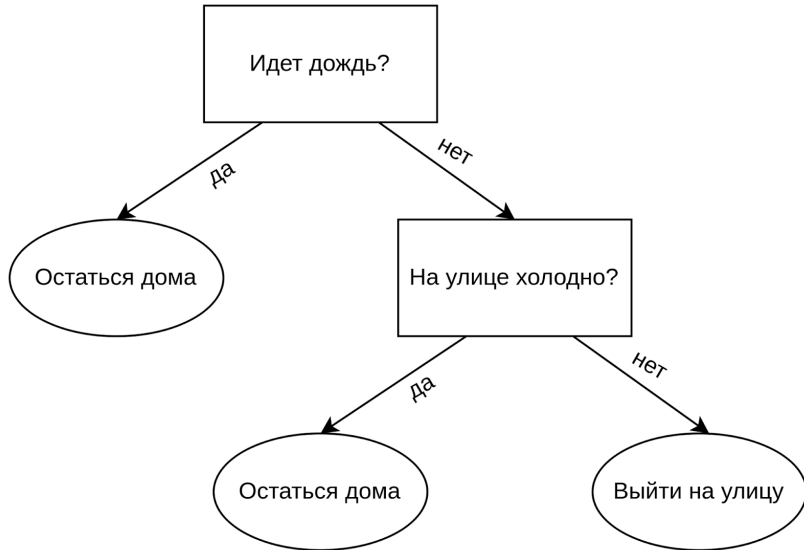 Идет дождь?
да
нет
Остаться дома
На улице холодно?
да
нет
Остаться дома
Выйти на улицу